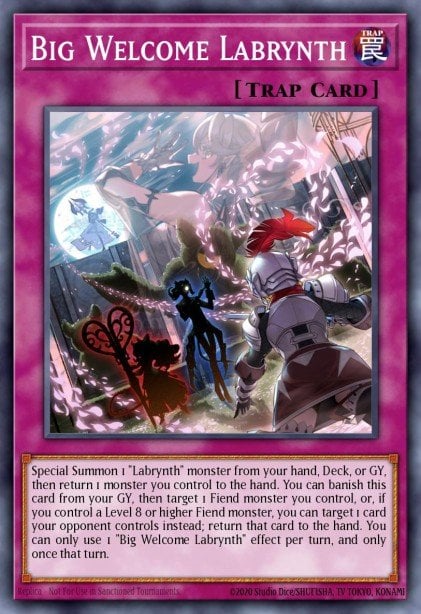 BIG WELCOME LABRYNTH
TRAP
罠
[TRAP CARD]
Special Summon 1 "Labrynth" monster from your hand, Deck, or GY,
then return 1 monster you control to the hand. You can banish this
card from your GY, then target 1 Fiend monster you control, or, if
you control a Level 8 or higher Fiend monster, you can target 1 card
your opponent controls instead; return that card to the hand. You
can only use 1 "Big Welcome Labrynth" effect per turn, and only
once that turn.
Replica - Not For Use in Sanctioned Tournaments
©2020 Studio Dice/SHUEISHA, TV TOKYO, KONAMI